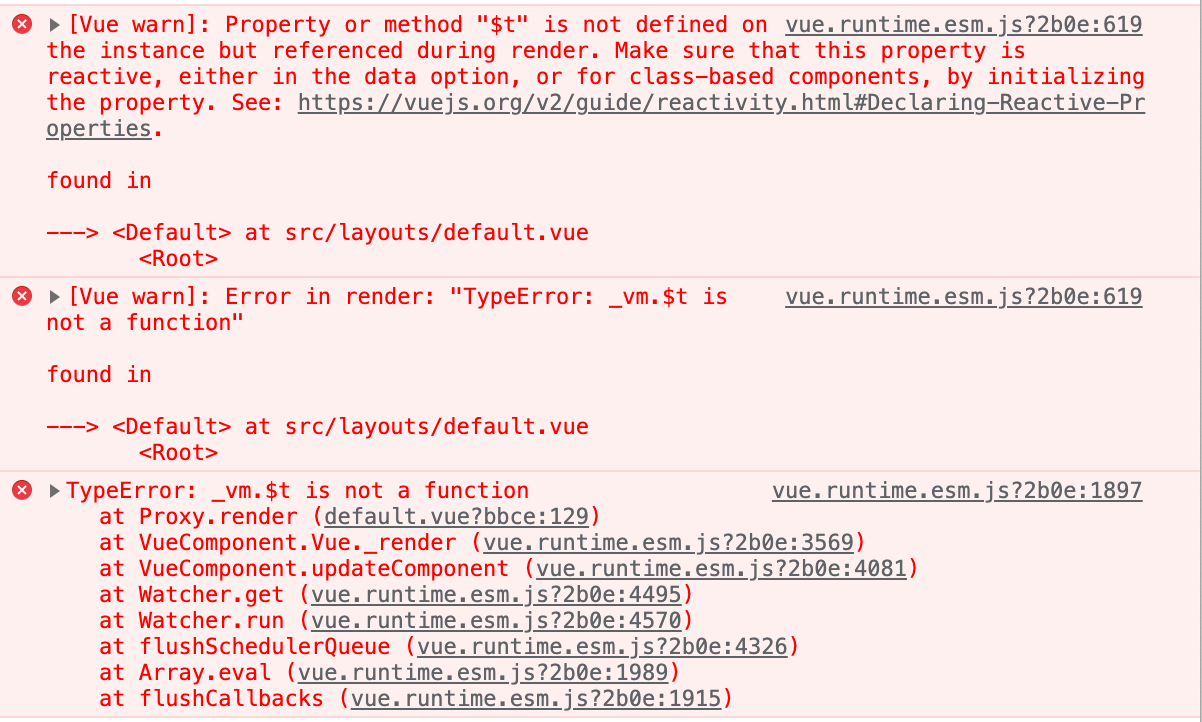 [Vue warn]: Property or method "$t" is not defined on vue.runtime.esm.js?2b0e:619
the instance but referenced during render. Make sure that this property is
reactive, either in the data option, or for class-based components, by initializing
the property. See: https://vuejs.org/v2/guide/reactivity.html#Declaring-Reactive-Pr
operties.
found in
---> <Default> at src/layouts/default.vue
<Root>
[Vue warn]: Error in render: "TypeError: _vm.$t is vue.runtime.esm.js?2b0e:619
not a function"
found in
---> <Default> at src/layouts/default.vue
<Root>
TypeError: _vm.$t is not a function vue.runtime.esm.js?2b0e:1897
at Proxy.render (default.vue?bbce:129)
at VueComponent.Vue._render (vue.runtime.esm.js?2b0e:3569)
at VueComponent.updateComponent (vue.runtime.esm.js?2b0e:4081)
at Watcher.get (vue.runtime.esm.js?2b0e:4495)
at Watcher.run (vue.runtime.esm.js?2b0e:4570)
at flushSchedulerQueue (vue.runtime.esm.js?2b0e:4326)
at Array.eval (vue.runtime.esm.js?2b0e:1989)
at flushCallbacks (vue.runtime.esm.js?2b0e:1915)